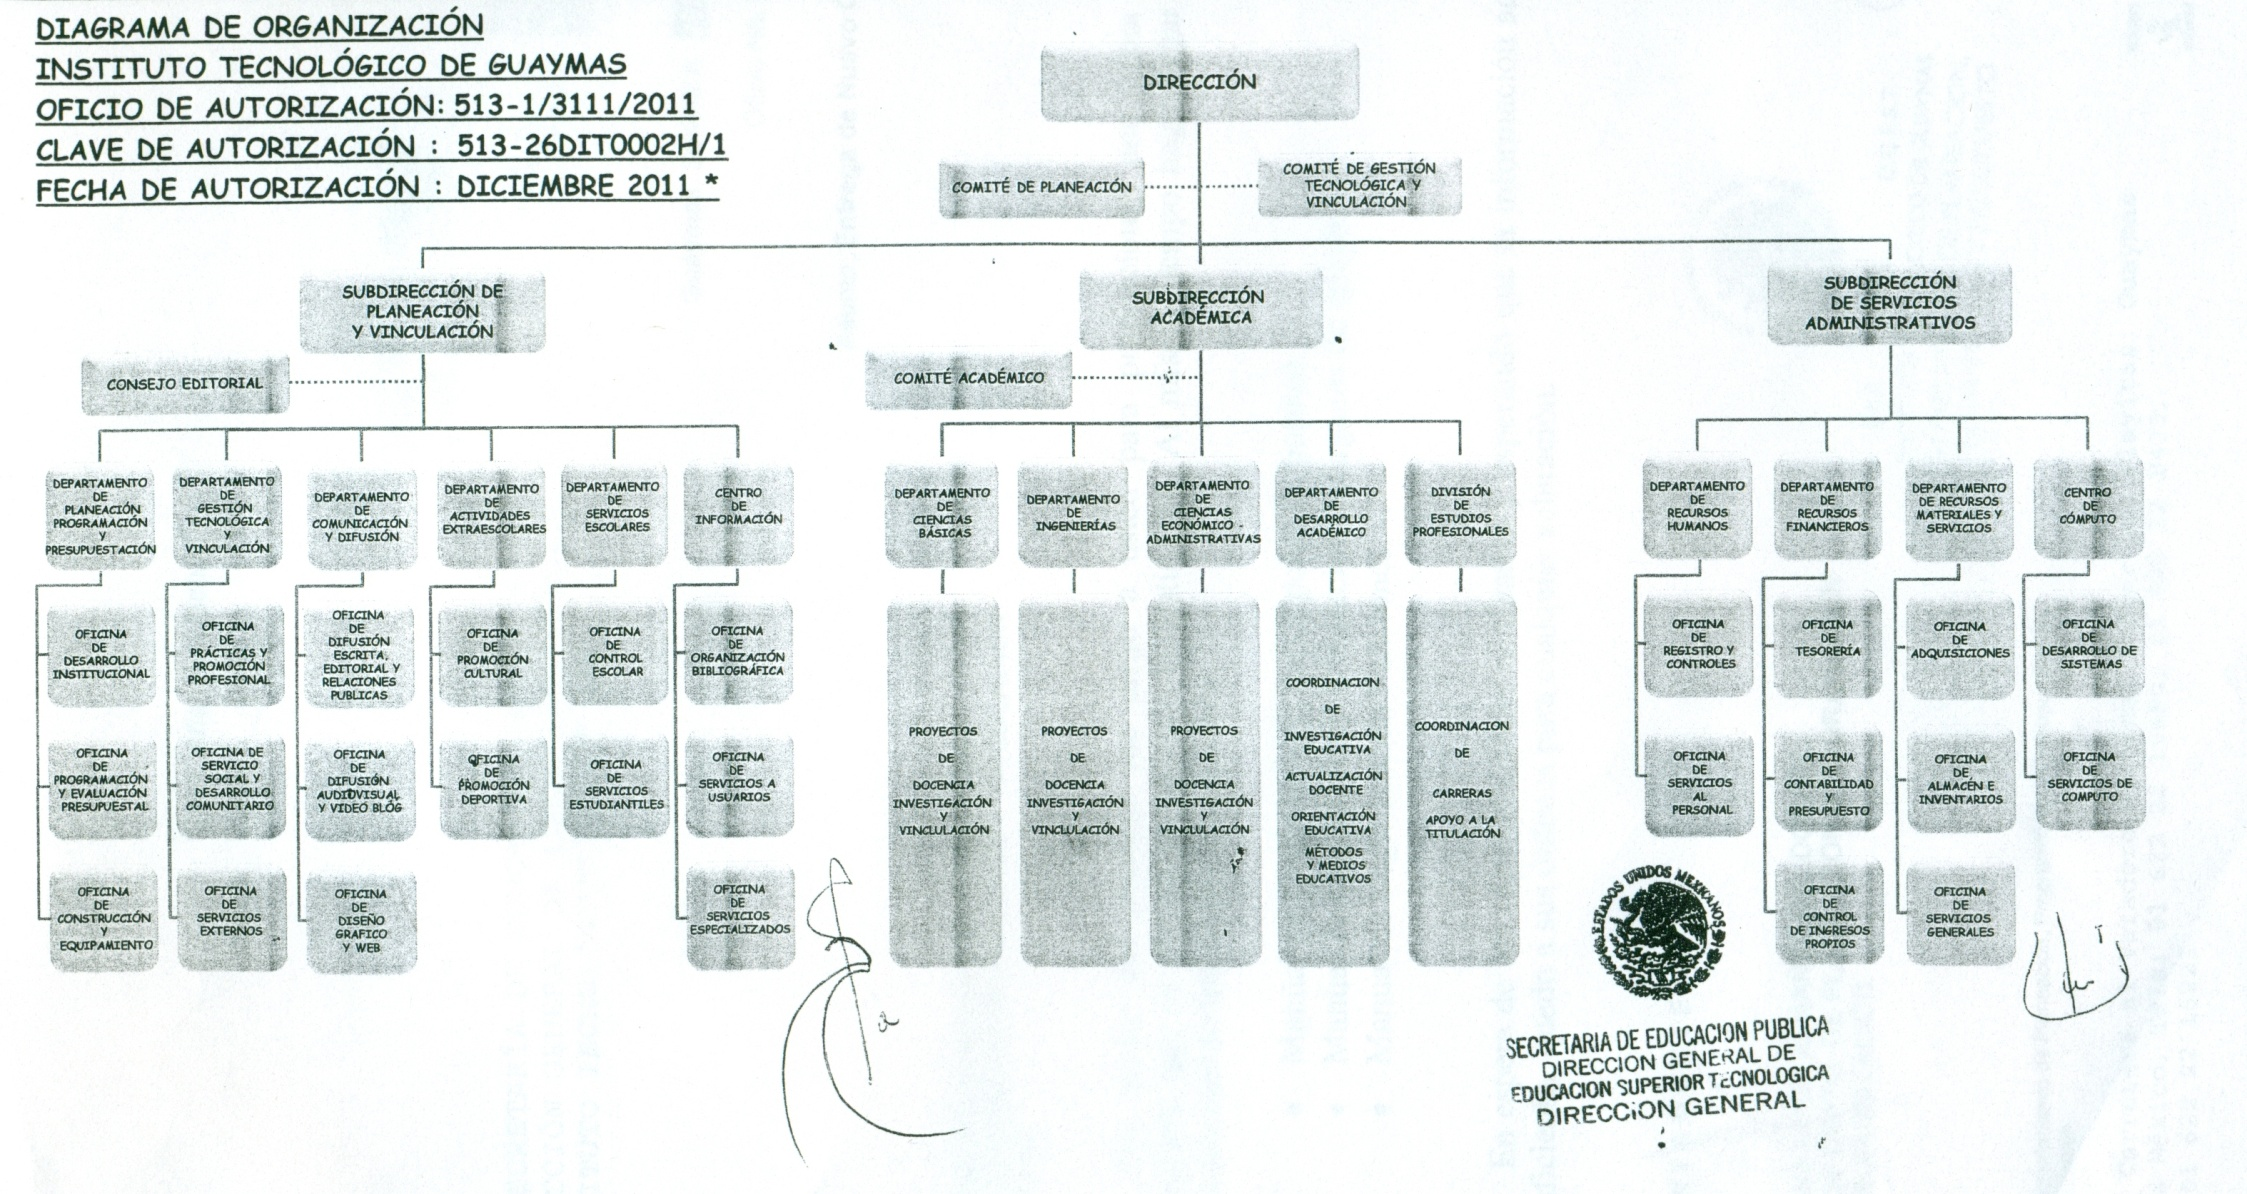 DIAGRAMA DE ORGANIZACIÓN
INSTITUTO TECNOLÓGICO DE GUAYMAS
OFICIO DE AUTORIZACIÓN: 513-1/3111/2011
CLAVE DE AUTORIZACIÓN : 513-26DIT0002H/1
FECHA DE AUTORIZACIÓN : DICIEMBRE 2011 *
DIRECCIÓN
COMITÉ DE PLANEACIÓN
COMITÉ DE GESTIÓN
TECNOLÓGICA Y
VINCULACIÓN
SUBDIRECCIÓN DE
PLANEACIÓN
Y VINCULACIÓN
SUBDIRECCIÓN
ACADÉMICA
SUBDIRECCIÓN
DE SERVICIOS
ADMINISTRATIVOS
CONSEJO EDITORIAL
COMITÉ ACADÉMICO
DEPARTAMENTO
DE
PLANEACIÓN
PROGRAMACIÓN
Y
PRESUPUESTACIÓN
DEPARTAMENTO
DE
GESTIÓN
TECNOLÓGICA
Y
VINCULACIÓN
DEPARTAMENTO
DE
COMUNICACIÓN
Y DIFUSIÓN
DEPARTAMENTO
DE
ACTIVIDADES
EXTRAESCOLARES
DEPARTAMENTO
DE
SERVICIOS
ESCOLARES
CENTRO
DE
INFORMACIÓN
DEPARTAMENTO
DE
CIENCIAS
BÁSICAS
DEPARTAMENTO
DE
INGENIERÍAS
DEPARTAMENTO
DE
CIENCIAS
ECONÓMICO -
ADMINISTRATIVAS
DEPARTAMENTO
DE
DESARROLLO
ACADÉMICO
DIVISIÓN
DE
ESTUDIOS
PROFESIONALES
DEPARTAMENTO
DE
RECURSOS
HUMANOS
DEPARTAMENTO
DE
RECURSOS
FINANCIEROS
DEPARTAMENTO
DE RECURSOS
MATERIALES Y
SERVICIOS
CENTRO
DE
CÓMPUTO
OFICINA
DE
DESARROLLO
INSTITUCIONAL
OFICINA
DE
PRÁCTICAS Y
PROMOCIÓN
PROFESIONAL
OFICINA
DE
DIFUSIÓN
ESCRITA,
EDITORIAL Y
RELACIONES
PUBLICAS
OFICINA
DE
PROMOCIÓN
CULTURAL
OFICINA
DE
CONTROL
ESCOLAR
OFICINA
DE
ORGANIZACIÓN
BIBLIOGRÁFICA
OFICINA
DE
PROGRAMACIÓN
Y EVALUACIÓN
PRESUPUESTAL
OFICINA DE
SERVICIO
SOCIAL Y
DESARROLLO
COMUNITARIO
OFICINA
DE
DIFUSIÓN
AUDIOVISUAL
Y VIDEO BLOG
OFICINA
DE
PROMOCIÓN
DEPORTIVA
OFICINA
DE
SERVICIOS
ESTUDIANTILES
OFICINA
DE
SERVICIOS A
USUARIOS
OFICINA
DE
CONSTRUCCIÓN
Y
EQUIPAMIENTO
OFICINA
DE
SERVICIOS
EXTERNOS
OFICINA
DE
DISEÑO
GRAFICO
Y WEB
OFICINA
DE
SERVICIOS
ESPECIALIZADOS
PROYECTOS
DE
DOCENCIA
INVESTIGACIÓN
Y
VINCLULACIÓN
PROYECTOS
DE
DOCENCIA
INVESTIGACIÓN
Y
VINCLULACIÓN
PROYECTOS
DE
DOCENCIA
INVESTIGACIÓN
Y
VINCLULACIÓN
COORDINACION
DE
INVESTIGACIÓN
EDUCATIVA
ACTUALIZACIÓN
DOCENTE
ORIENTACIÓN
EDUCATIVA
MÉTODOS
Y MEDIOS
EDUCATIVOS
COORDINACION
DE
CARRERAS
APOYO A LA
TITULACIÓN
OFICINA
DE
REGISTRO Y
CONTROLES
OFICINA
DE
TESORERÍA
OFICINA
DE
ADQUISICIONES
OFICINA
DE
DESARROLLO DE
SISTEMAS
OFICINA
DE
SERVICIOS
AL
PERSONAL
OFICINA
DE
CONTABILIDAD
Y
PRESUPUESTO
OFICINA
DE
ALMACÉN E
INVENTARIOS
OFICINA
DE
SERVICIOS DE
COMPUTO
OFICINA
DE
CONTROL
DE INGRESOS
PROPIOS
OFICINA
DE
SERVICIOS
GENERALES
ESTADOS UNIDOS MEXICANOS
SECRETARIA DE EDUCACION PUBLICA
DIRECCION GENERAL DE
EDUCACION SUPERIOR TECNOLOGICA
DIRECCION GENERAL